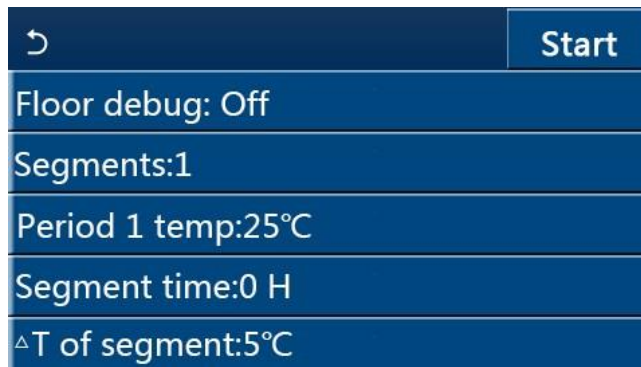 Start
Floor debug: Off
Segments:1
Period 1 temp:25℃
Segment time:0 H
△T of segment:5℃